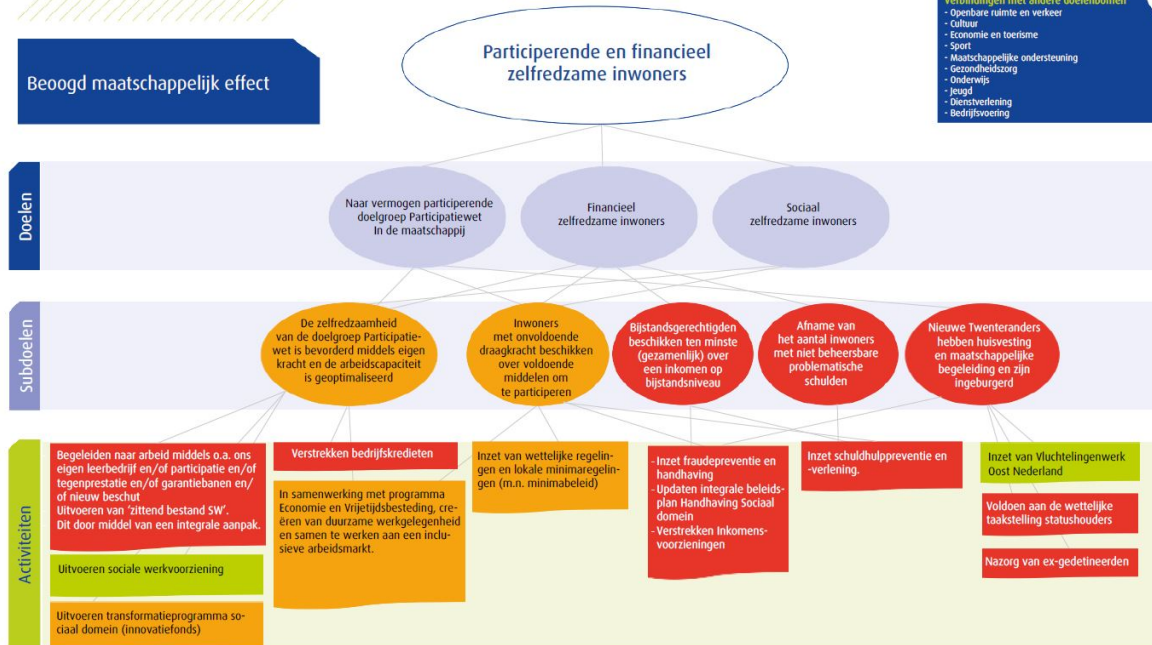 Verbindingen met andere doelenbomen
- Openbare ruimte en verkeer
- Cultuur
- Economie en toerisme
- Sport
- Maatschappelijke ondersteuning
- Gezondheidszorg
- Onderwijs
- Jeugd
- Dienstverlening
- Bedrijfsvoering
Beoogd maatschappelijk effect
Participerende en financieel
zelfredzame inwoners
Doelen
Naar vermogen participerende
doelgroep Participatiewet
In de maatschappij
Financieel
zelfredzame inwoners
Sociaal
zelfredzame inwoners
Subdoelen
De zelfredzaamheid
van de doelgroep Participatie-
wet is bevorderd middels eigen
kracht en de arbeidscapaciteit
is geoptimaliseerd
Inwoners
met onvoldoende
draagkracht beschikken
over voldoende
middelen om
te participeren
Bijstandsgerechtigden
beschikken ten minste
(gezamenlijk) over
een inkomen op
bijstandsniveau
Afname van
het aantal inwoners
met niet beheersbare
problematische
schulden
Nieuwe Twenteranders
hebben huisvesting
en maatschappelijke
begeleiding en zijn
ingeburgerd
Activiteiten
Begeleiden naar arbeid middels o.a. ons
eigen leerbedrijf en/of participatie en/of
tegenprestatie en/of garantiebanen en/
of nieuw beschut
Uitvoeren van 'zittend bestand SW'.
Dit door middel van een integrale aanpak.
Uitvoeren sociale werkvoorziening
Uitvoeren transformatieprogramma so-
ciaal domein (innovatiefonds)
Verstrekken bedrijfskredieten
In samenwerking met programma
Economie en Vrijetijdsbesteding, cre-
ëren van duurzame werkgelegenheid
en samen te werken aan een inclu-
sieve arbeidsmarkt.
Inzet van wettelijke regelin-
gen en lokale minimaregelin-
gen (m.n. minimabeleid)
- Inzet fraudepreventie en
handhaving
- Updaten integrale beleids-
plan Handhaving Sociaal
domein
- Verstrekken Inkomens-
voorzieningen
Inzet schuldhulppreventie en
-verlening.
Inzet van Vluchtelingenwerk
Oost Nederland
Voldoen aan de wettelijke
taakstelling statushouders
Nazorg van ex-gedetineerden